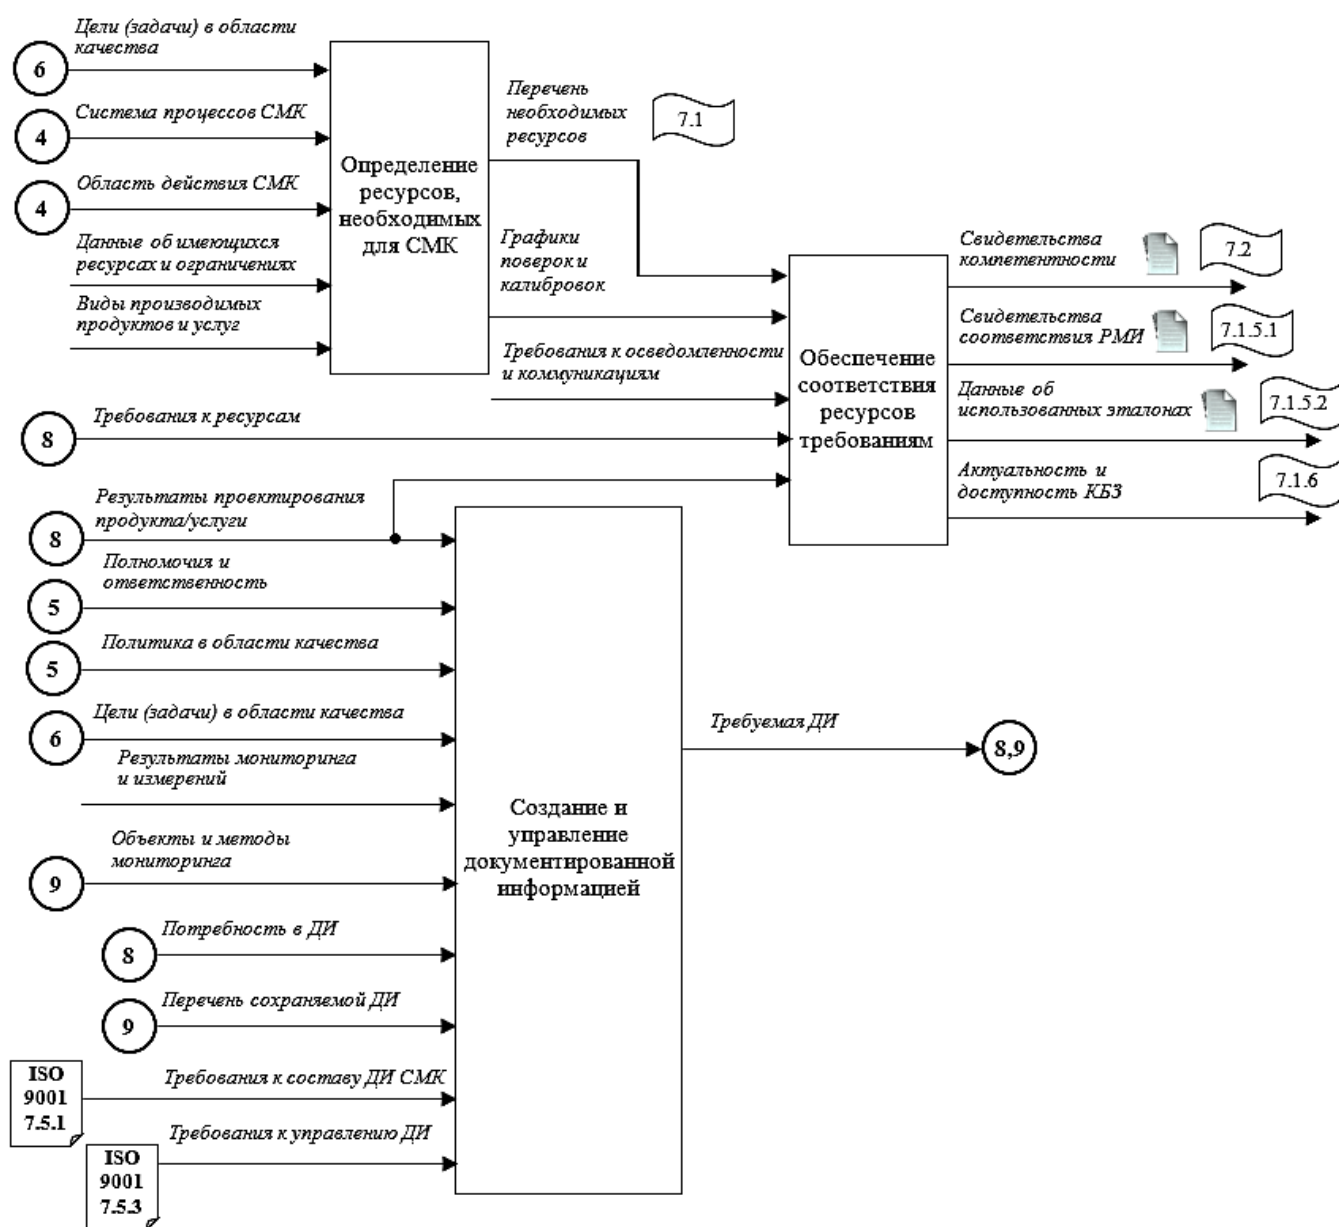 Цели (задачи) в области
качества
6
Система процессов СМК
4
Область действия СМК
4
Данные об имеющихся
ресурсах и ограничениях
Виды производимых
продуктов и услуг
Определение
ресурсов,
необходимых
для СМК
Перечень
необходимых
ресурсов
7.1
Графики
поверок и
калибровок
Требования к осведомленности
и коммуникациям
Требования к ресурсам
8
Обеспечение
соответствия
ресурсов
требованиям
Свидетельства
компетентности
7.2
Свидетельства
соответствия РМИ
7.1.5.1
Данные об
использованных эталонах
7.1.5.2
Актуальность и
доступность КБЗ
7.1.6
Результаты проектирования
продукта/услуги
8
Полномочия и
ответственность
5
Политика в области качества
5
Цели (задачи) в области качества
6
Результаты мониторинга
и измерений
Объекты и методы
мониторинга
9
Потребность в ДИ
8
Перечень сохраняемой ДИ
9
ISO
9001
7.5.1
Требования к составу ДИ СМК
ISO
9001
7.5.3
Требования к управлению ДИ
Создание и
управление
документированной
информацией
Требуемая ДИ
8,9